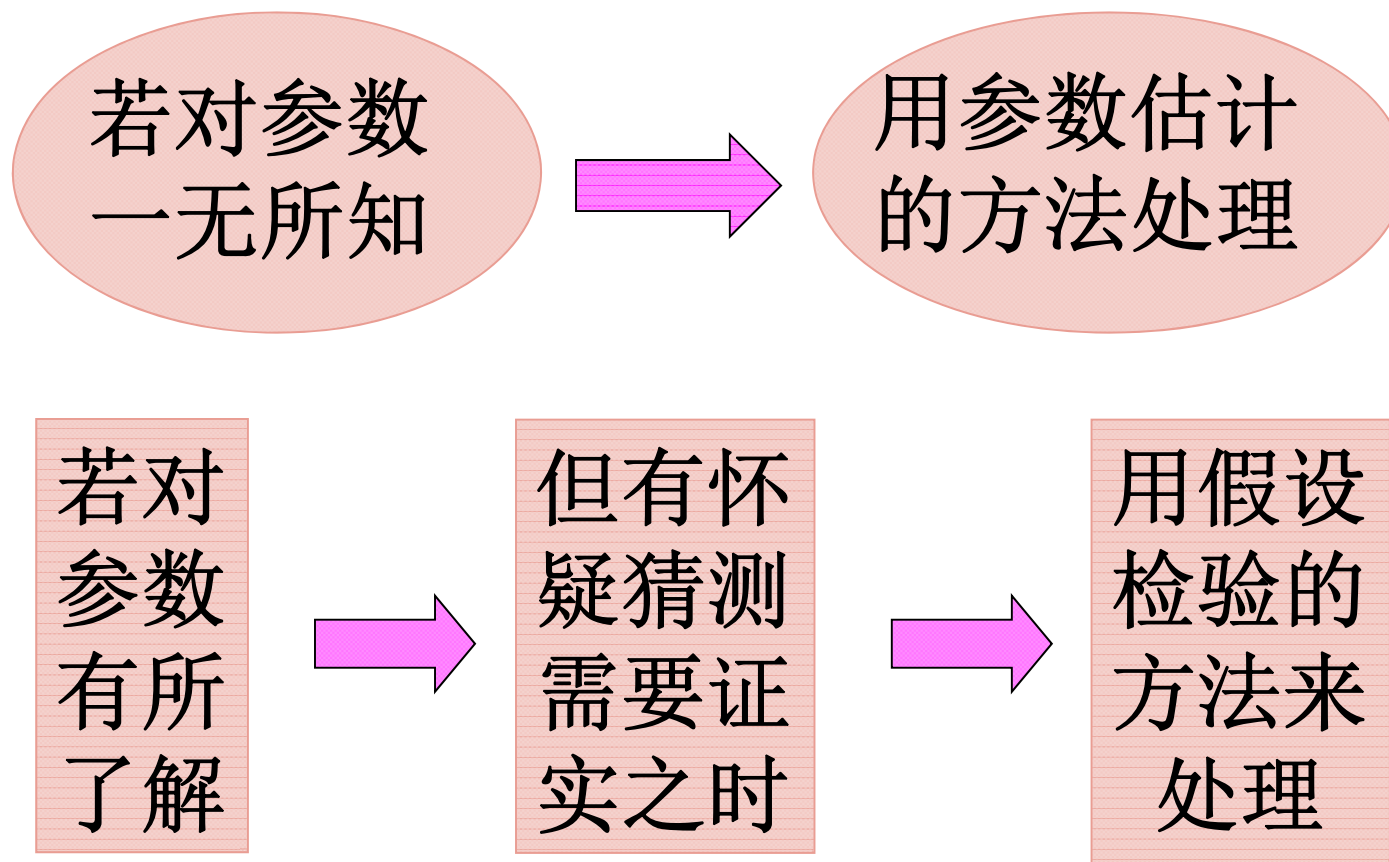 若对参数
一无所知
用参数估计
的方法处理
若对
参数
有所
了解
但有怀
疑猜测
需要证
实之时
用假设
检验的
方法来
处理